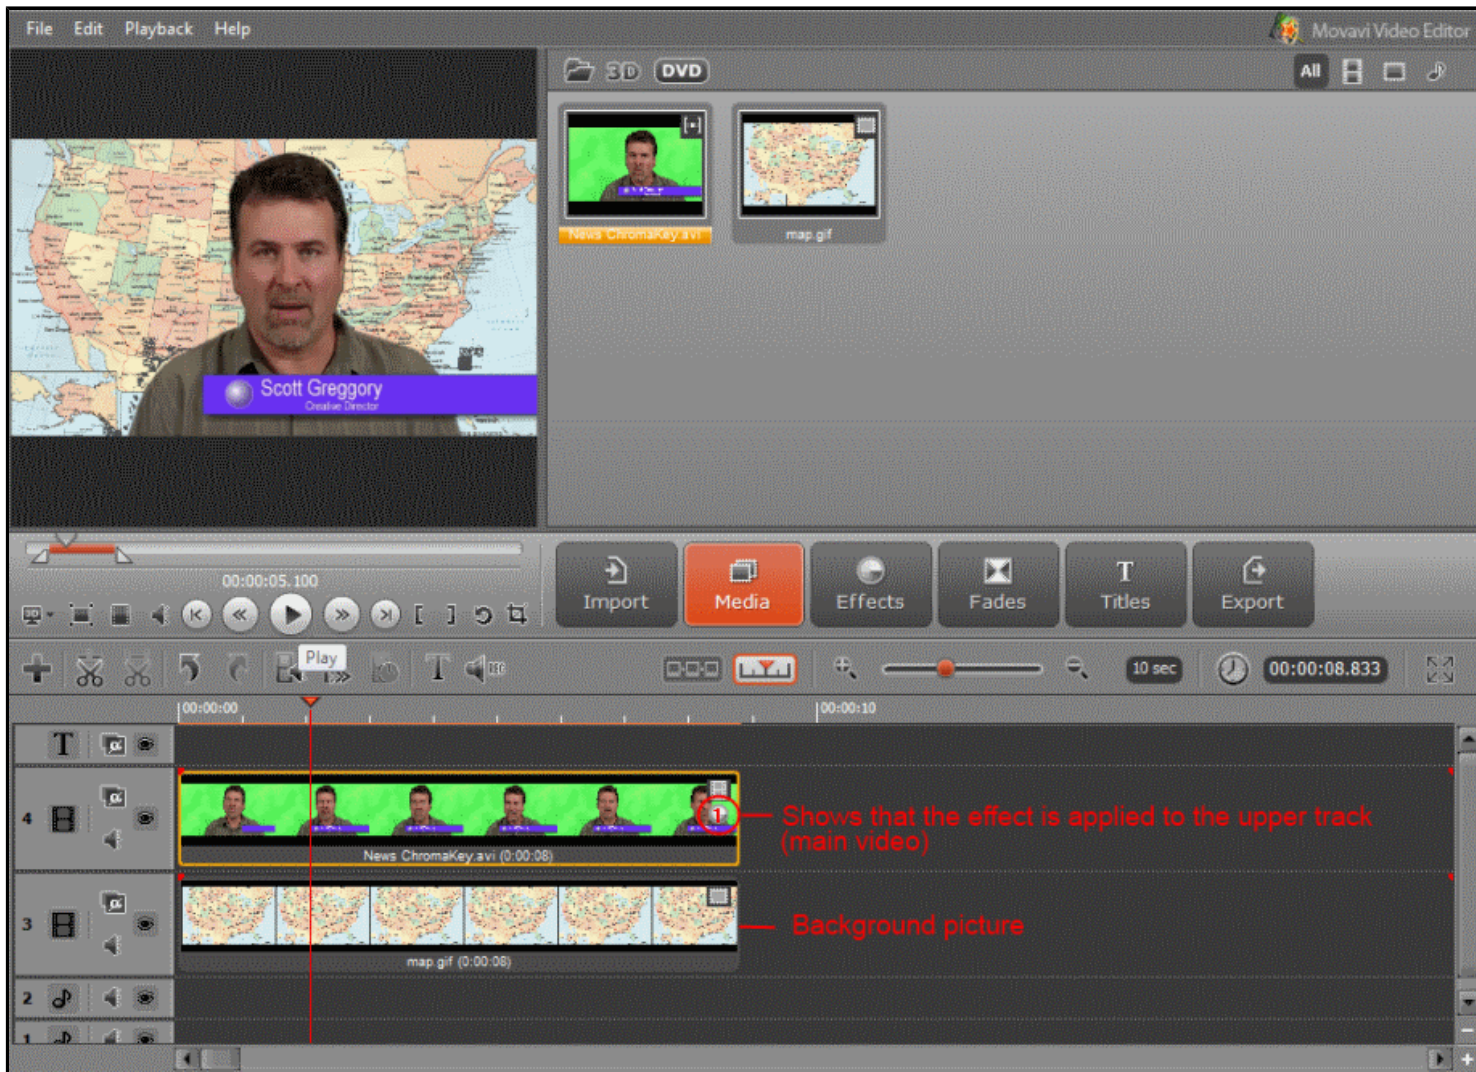 File Edit Playback Help
Movavi Video Editor
3D DVD
All
News ChromaKey.avi
map.gif
Scott Greggory
Creative Director
00:00:05.100
Import
Media
Effects
Fades
T
Titles
Export
3D
Play
T
REC
10 sec
00:00:08.833
00:00:00
00:00:10
T
4
1
Shows that the effect is applied to the upper track
(main video)
News ChromaKey.avi (0:00:08)
3
Background picture
map.gif (0:00:08)
2
1